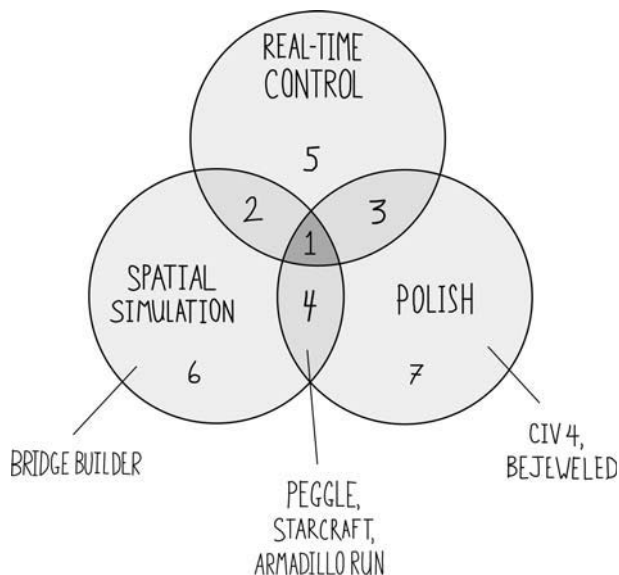 REAL-TIME
CONTROL
5
2
3
1
SPATIAL
SIMULATION
4
POLISH
6
7
BRIDGE BUILDER
CIV 4,
BEJEWELED
PEGGLE,
STARCRAFT,
ARMADILLO RUN